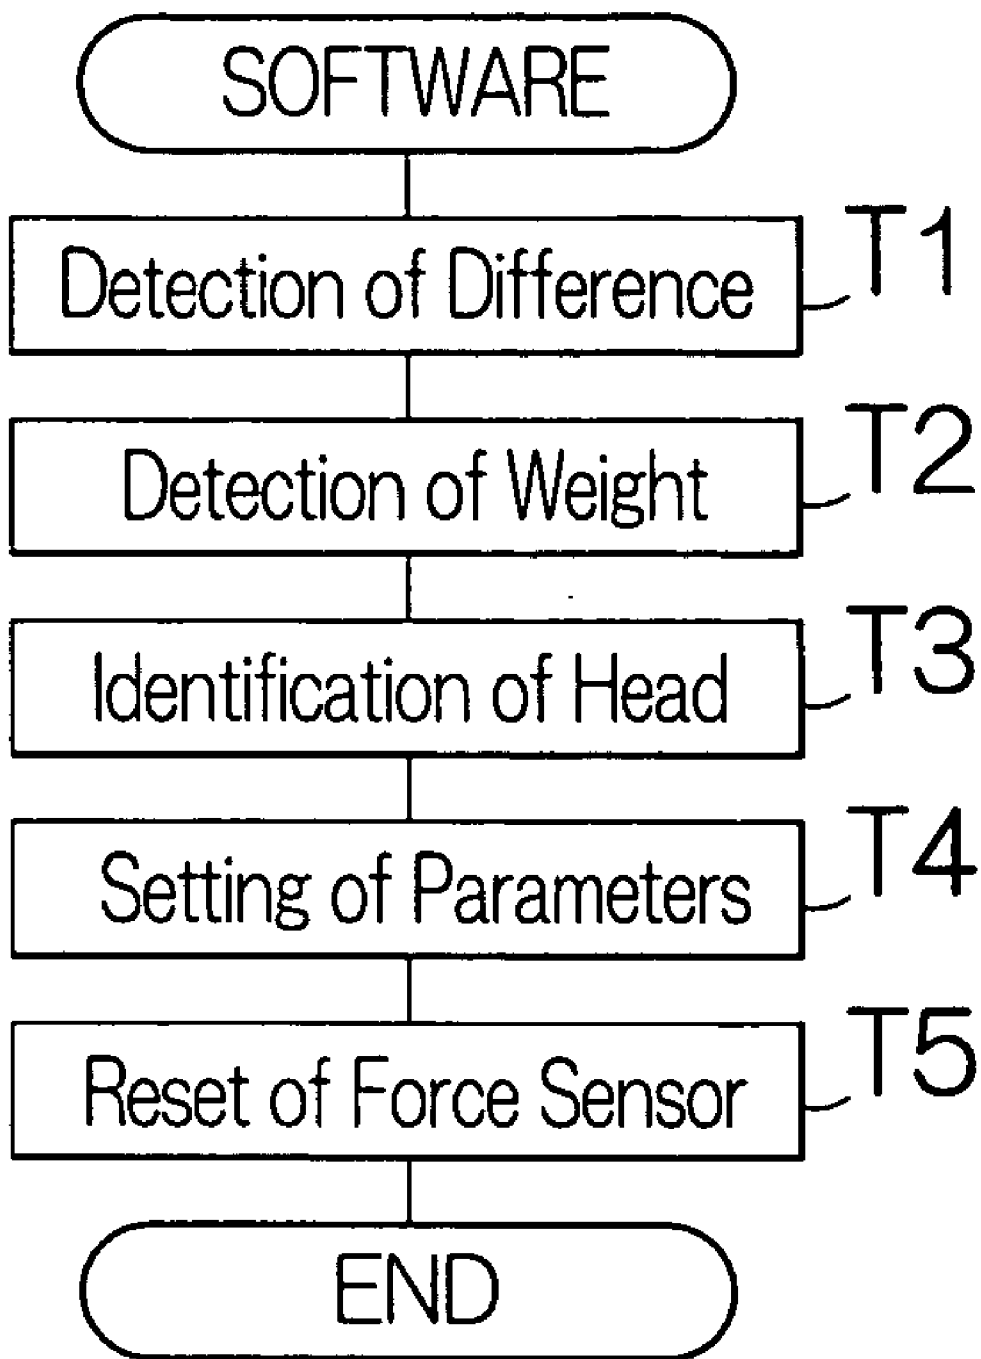 SOFTWARE
Detection of Difference
T1
Detection of Weight
T2
Identification of Head
T3
Setting of Parameters
T4
Reset of Force Sensor
T5
END